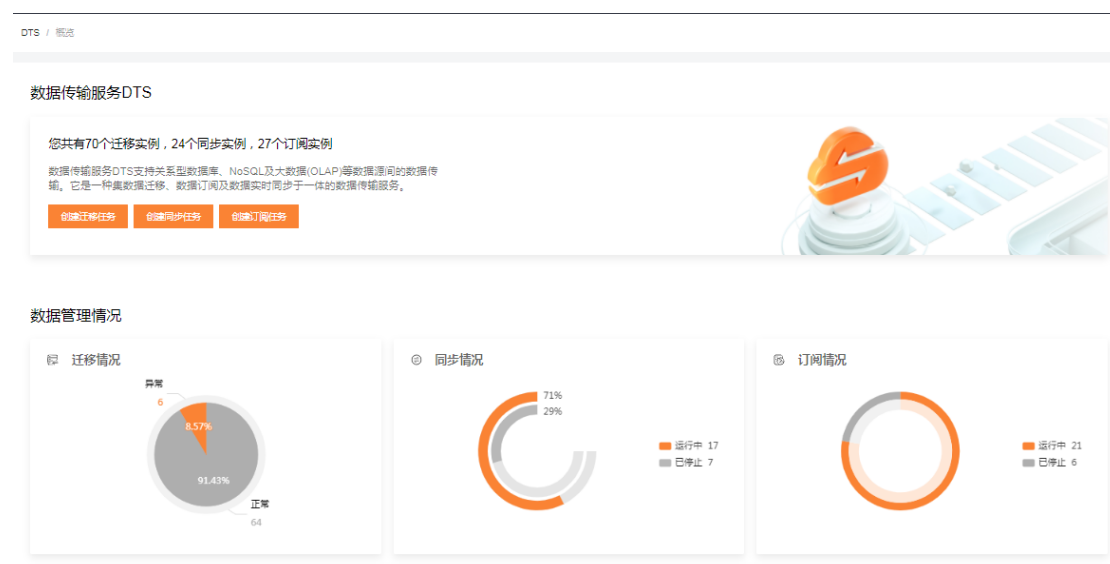 DTS / 概览
数据传输服务DTS
您共有70个迁移实例，24个同步实例，27个订阅实例
数据传输服务DTS支持关系型数据库、NoSQL及大数据(OLAP)等数据源间的数据传
输。它是一种集数据迁移、数据订阅及数据实时同步于一体的数据传输服务。
创建迁移任务 创建同步任务 创建订阅任务
数据管理情况
迁移情况
异常
6
8.57%
91.43%
正常
64
同步情况
71%
29%
运行中 17
已停止 7
订阅情况
运行中 21
已停止 6